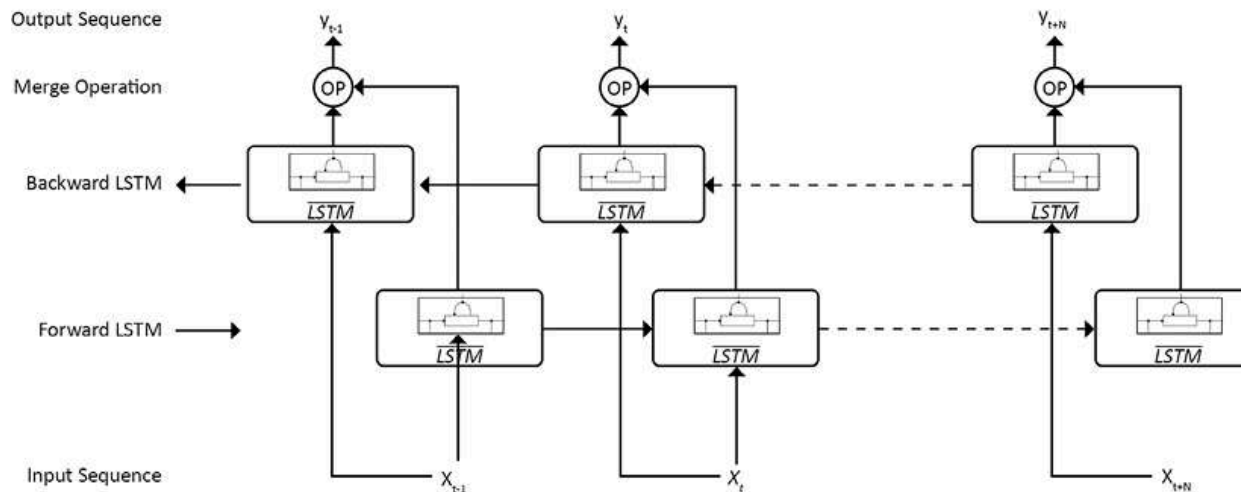 Output Sequence y_{t-1} y_t y_{t+N}
Merge Operation OP OP OP
Backward LSTM
LSTM LSTM LSTM
Forward LSTM
LSTM LSTM LSTM
Input Sequence X_{t-1} X_t X_{t+N}